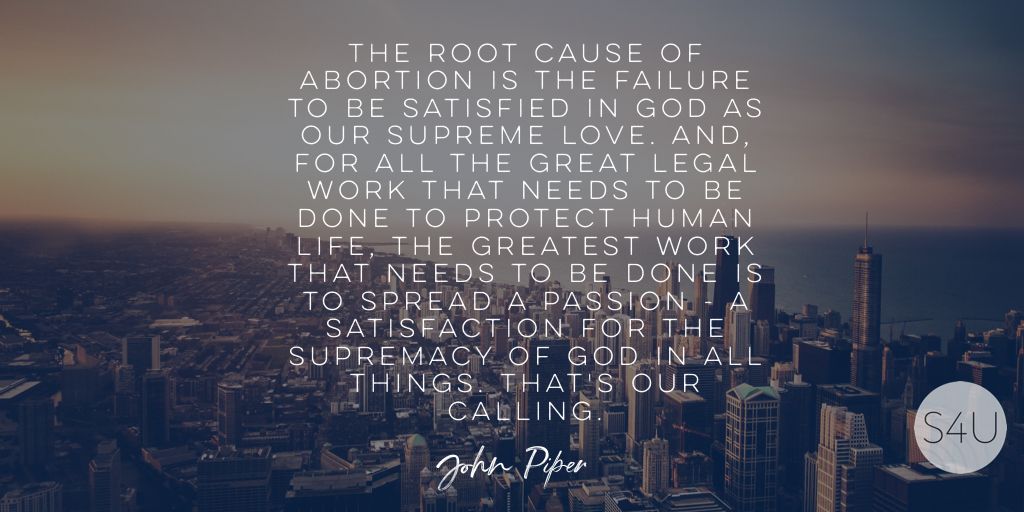 THE ROOT CAUSE OF
ABORTION IS THE FAILURE
TO BE SATISFIED IN GOD AS
OUR SUPREME LOVE. AND,
FOR ALL THE GREAT LEGAL
WORK THAT NEEDS TO BE
DONE TO PROTECT HUMAN
LIFE, THE GREATEST WORK
THAT NEEDS TO BE DONE IS
TO SPREAD A PASSION - A
SATISFACTION FOR THE
SUPREMACY OF GOD IN ALL
THINGS. THAT'S OUR
CALLING.
John Piper
S4U